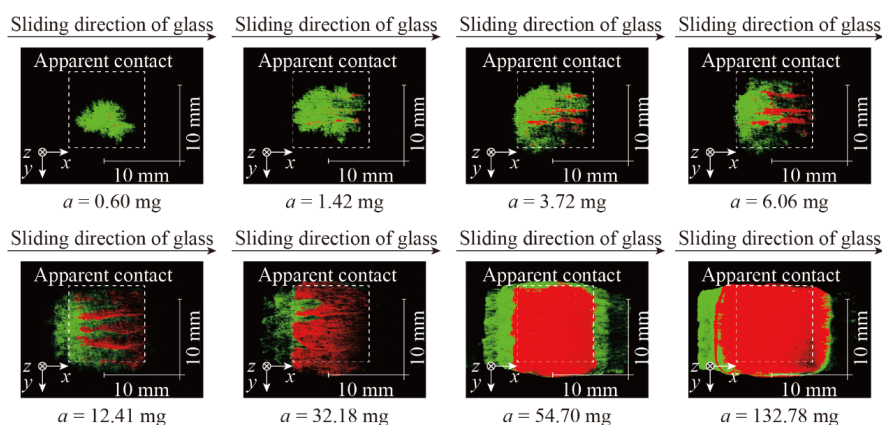 Sliding direction of glass Sliding direction of glass Sliding direction of glass Sliding direction of glass
Apparent contact Apparent contact Apparent contact Apparent contact
10 mm 10 mm 10 mm 10 mm
z x z x z x z x
y 10 mm y 10 mm y 10 mm y 10 mm
a = 0.60 mg a = 1.42 mg a = 3.72 mg a = 6.06 mg
Sliding direction of glass Sliding direction of glass Sliding direction of glass Sliding direction of glass
Apparent contact Apparent contact Apparent contact Apparent contact
10 mm 10 mm 10 mm 10 mm
z x z x z x z x
y 10 mm y 10 mm y 10 mm y 10 mm
a = 12.41 mg a = 32.18 mg a = 54.70 mg a = 132.78 mg